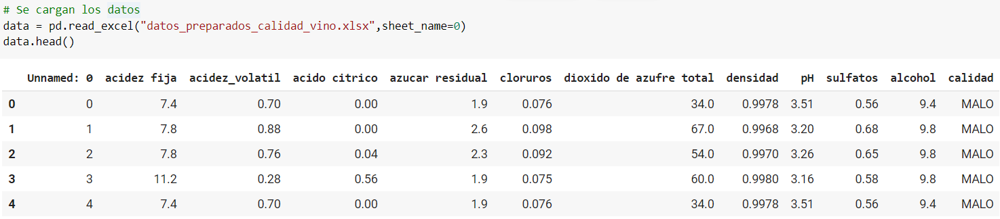 # Se cargan los datos
data = pd.read_excel("datos_preparados_calidad_vino.xlsx",sheet_name=0)
data.head()
Unnamed: 0 acidez fija acidez_volatil acido citrico azucar residual cloruros dioxido de azufre total densidad pH sulfatos alcohol calidad
0 0 7.4 0.70 0.00 1.9 0.076 34.0 0.9978 3.51 0.56 9.4 MALO
1 1 7.8 0.88 0.00 2.6 0.098 67.0 0.9968 3.20 0.68 9.8 MALO
2 2 7.8 0.76 0.04 2.3 0.092 54.0 0.9970 3.26 0.65 9.8 MALO
3 3 11.2 0.28 0.56 1.9 0.075 60.0 0.9980 3.16 0.58 9.8 MALO
4 4 7.4 0.70 0.00 1.9 0.076 34.0 0.9978 3.51 0.56 9.4 MALO